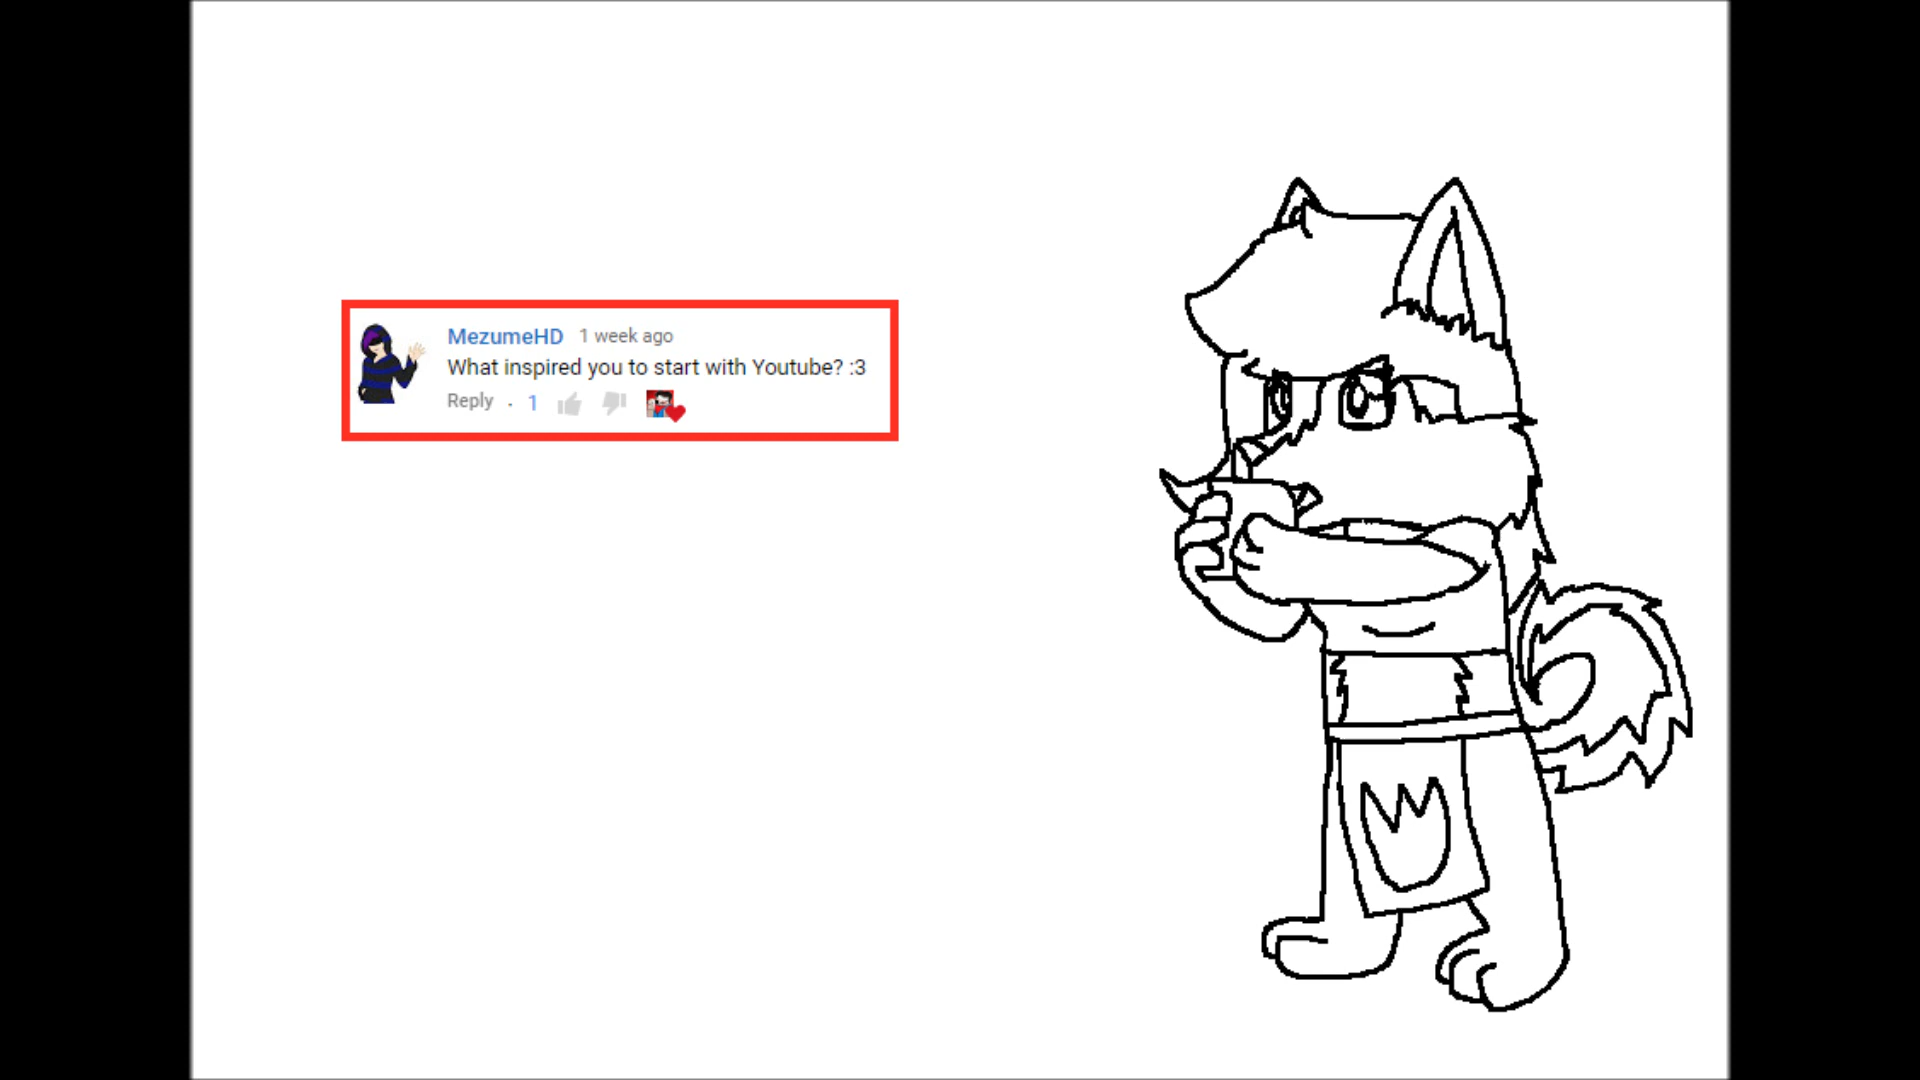 MezumeHD 1 week ago
What inspired you to start with Youtube? :3
Reply . 1